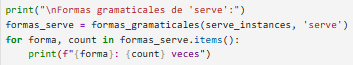 print("\nFormas gramaticales de 'serve':")
formas_serve = formas_gramaticales(serve_instances, 'serve')
for forma, count in formas_serve.items():
    print(f"{forma}: {count} veces")